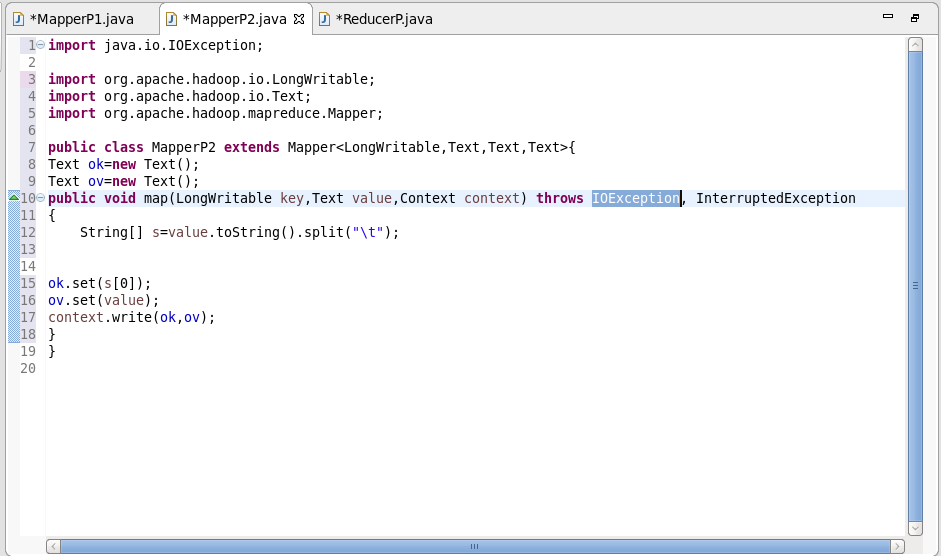 *MapperP1.java *MapperP2.java *ReducerP.java
1 import java.io.IOException;
2
3 import org.apache.hadoop.io.LongWritable;
4 import org.apache.hadoop.io.Text;
5 import org.apache.hadoop.mapreduce.Mapper;
6
7 public class MapperP2 extends Mapper<LongWritable,Text,Text,Text>{
8 Text ok=new Text();
9 Text ov=new Text();
10 public void map(LongWritable key,Text value,Context context) throws IOException, InterruptedException
11 {
12     String[] s=value.toString().split("\t");
13
14
15 ok.set(s[0]);
16 ov.set(value);
17 context.write(ok,ov);
18 }
19 }
20